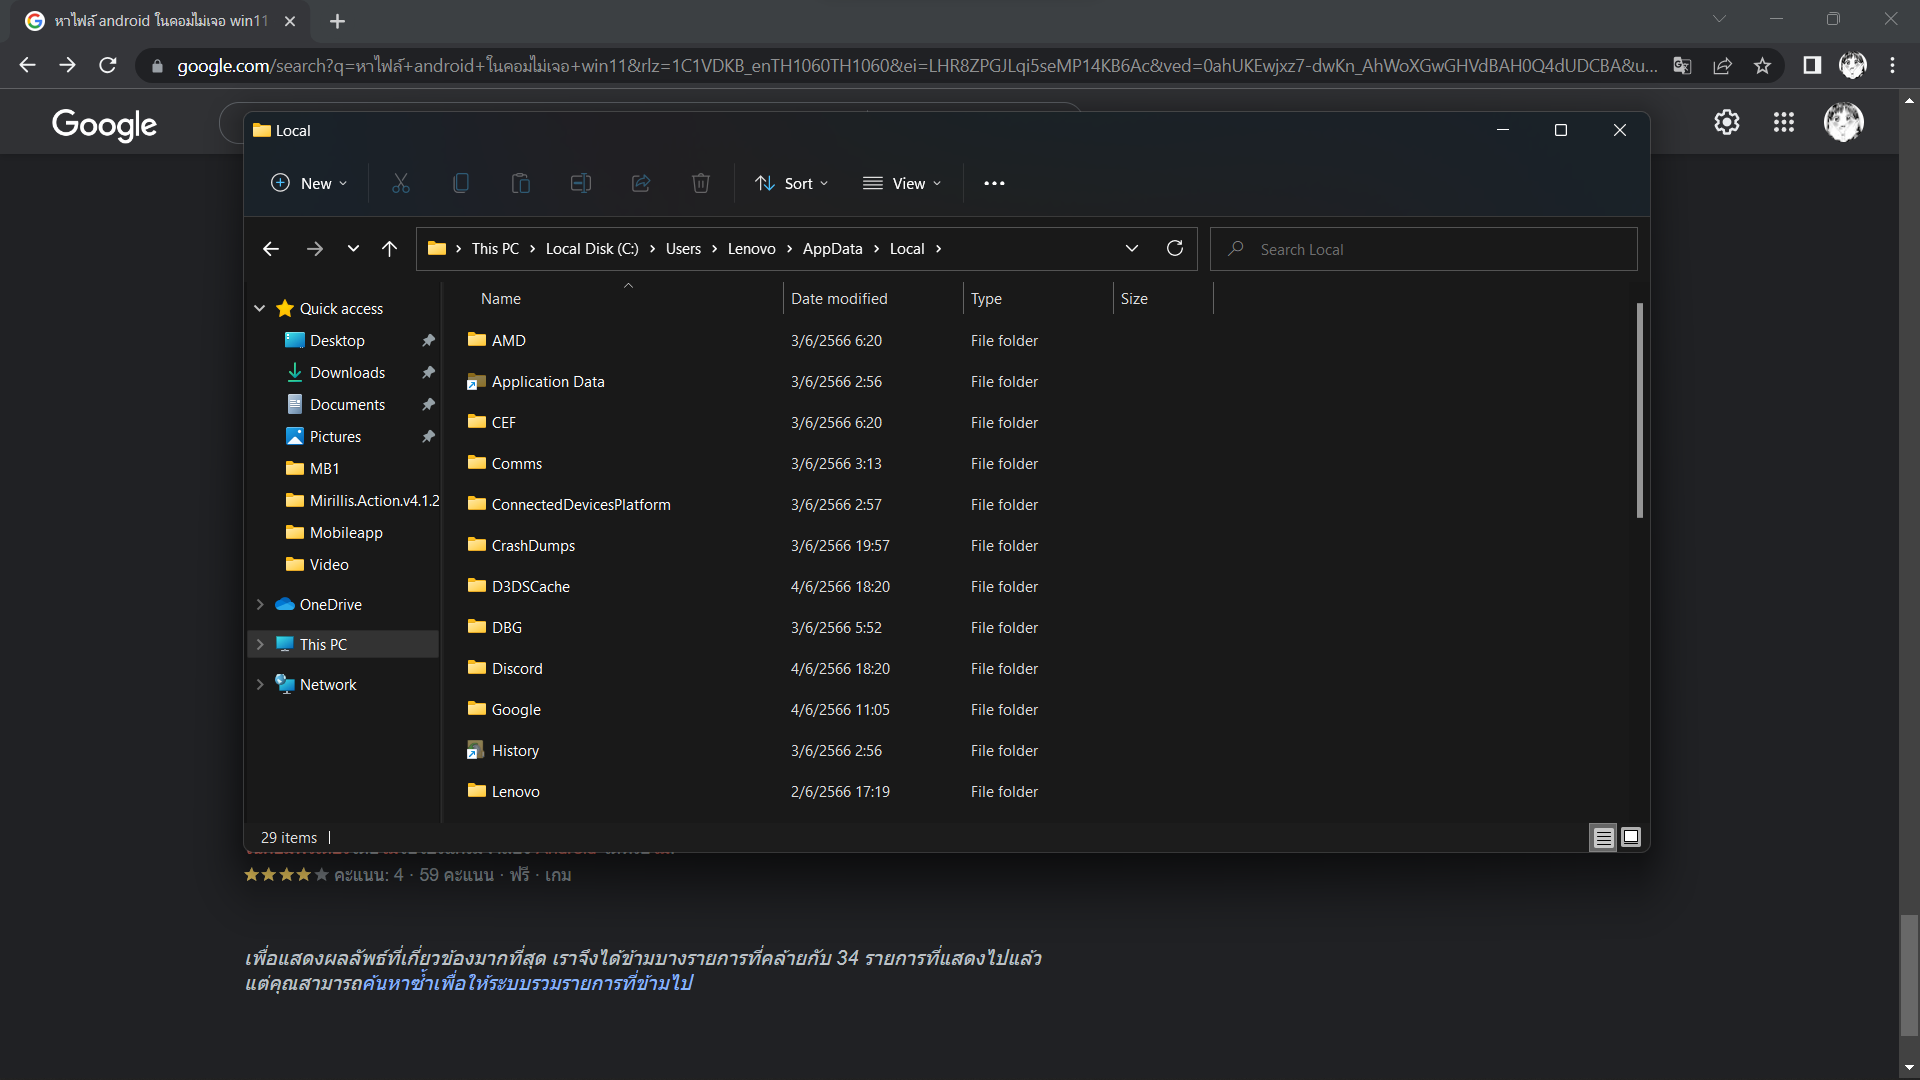 หาไฟล์ android ในคอมไม่เจอ win11
google.com/search?q=หาไฟล์+android+ในคอมไม่เจอ+win11&rlz=1C1VDKB_enTH1060TH1060&ei=LHR8ZPGJLqi5seMP14KB6Ac&ved=0ahUKEwjxz7-dwKn_AhWoXGwGHVdBAH0Q4dUDCBA&u...
Google
Local
New
Sort
View
This PC
Local Disk (C:)
Users
Lenovo
AppData
Local
Search Local
Quick access
Desktop
Downloads
Documents
Pictures
MB1
Mirillis.Action.v4.1.2
Mobileapp
Video
OneDrive
This PC
Network
Name Date modified Type Size
AMD 3/6/2566 6:20 File folder
Application Data 3/6/2566 2:56 File folder
CEF 3/6/2566 6:20 File folder
Comms 3/6/2566 3:13 File folder
ConnectedDevicesPlatform 3/6/2566 2:57 File folder
CrashDumps 3/6/2566 19:57 File folder
D3DSCache 4/6/2566 18:20 File folder
DBG 3/6/2566 5:52 File folder
Discord 4/6/2566 18:20 File folder
Google 4/6/2566 11:05 File folder
History 3/6/2566 2:56 File folder
Lenovo 2/6/2566 17:19 File folder
29 items
คะแนน: 4 · 59 คะแนน · ฟรี · เกม
เพื่อแสดงผลลัพธ์ที่เกี่ยวข้องมากที่สุด เราจึงได้ข้ามบางรายการที่คล้ายกับ 34 รายการที่แสดงไปแล้ว
แต่คุณสามารถค้นหาซ้ำเพื่อให้ระบบรวมรายการที่ข้ามไป